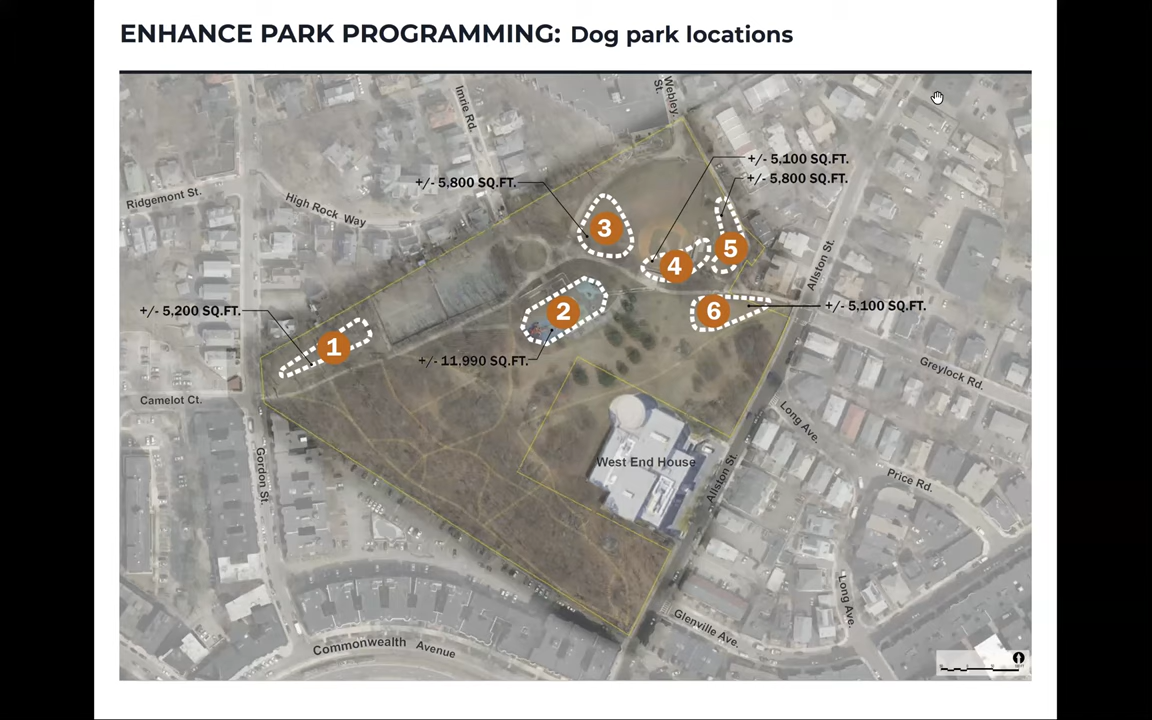 ENHANCE PARK PROGRAMMING: Dog park locations
Webley St.
Imrie Rd.
+/- 5,100 SQ.FT.
+/- 5,800 SQ.FT.
+/- 5,800 SQ.FT.
Ridgemont St.
High Rock Way
3
5
4
Allston St.
+/- 5,200 SQ.FT.
2
6
+/- 5,100 SQ.FT.
1
+/- 11,990 SQ.FT.
Greylock Rd.
Camelot Ct.
Long Ave.
Gordon St.
West End House
Allston St.
Price Rd.
Long Ave.
Glenville Ave.
Commonwealth Avenue